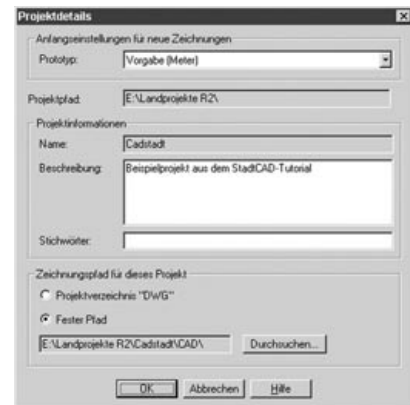 Projektdetails
Anfangseinstellungen für neue Zeichnungen
Prototyp: Vorgabe (Meter)
Projektpfad: E:\Landprojekte R2\
Projektinformationen
Name: Cadstadt
Beschreibung: Beispielprojekt aus dem StadtCAD-Tutorial
Stichwörter:
Zeichnungspfad für dieses Projekt
Projektverzeichnis "DWG"
Fester Pfad
E:\Landprojekte R2\Cadstadt\CAD\ Durchsuchen...
OK Abbrechen Hilfe